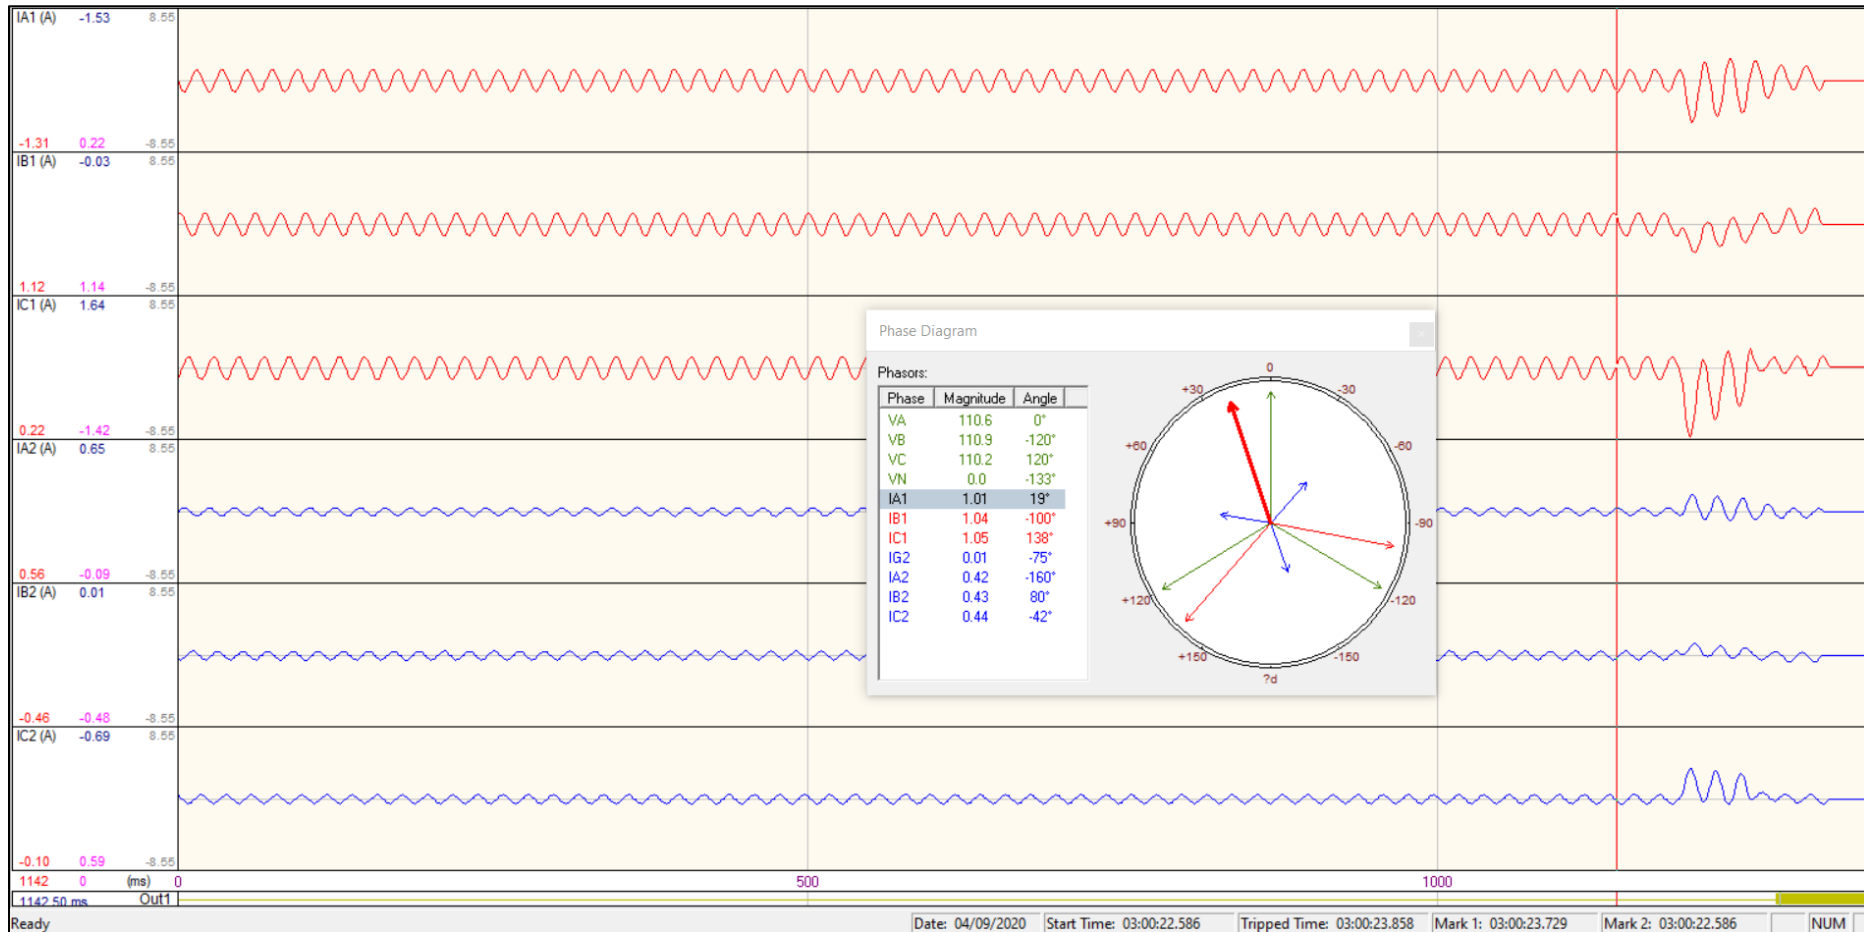 IA1 (A) -1.53 8.55
-1.31 0.22 -8.55
IB1 (A) -0.03 8.55
1.12 1.14 -8.55
IC1 (A) 1.64 8.55
0.22 -1.42 -8.55
IA2 (A) 0.65 8.55
0.56 -0.09 -8.55
IB2 (A) 0.01 8.55
-0.46 -0.48 -8.55
IC2 (A) -0.69 8.55
-0.10 0.59 -8.55
1142 0 (ms) 0 500 1000
1142.50 ms Out1
Phase Diagram
Phasors:
Phase Magnitude Angle
VA 110.6 0°
VB 110.9 -120°
VC 110.2 120°
VN 0.0 -133°
IA1 1.01 19°
IB1 1.04 -100°
IC1 1.05 138°
IG2 0.01 -75°
IA2 0.42 -160°
IB2 0.43 80°
IC2 0.44 -42°
0
+30 -30
+60 -60
+90 -90
+120 -120
+150 -150
?d
Ready Date: 04/09/2020 Start Time: 03:00:22.586 Tripped Time: 03:00:23.858 Mark 1: 03:00:23.729 Mark 2: 03:00:22.586 NUM